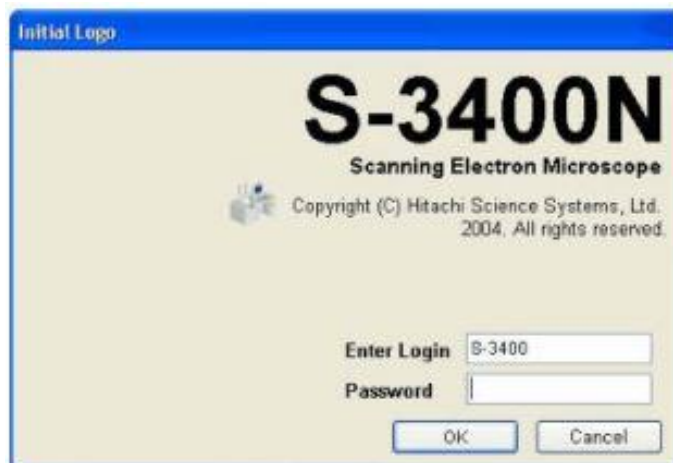 Initial Logo
S-3400N
Scanning Electron Microscope
Copyright (C) Hitachi Science Systems, Ltd.
2004. All rights reserved.
Enter Login S-3400
Password
OK Cancel